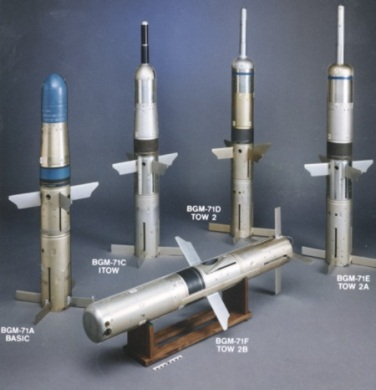 BGM-71D
TOW 2
BGM-71C
ITOW
BGM-71E
TOW 2A
BGM-71A
BASIC
BGM-71F
TOW 2B